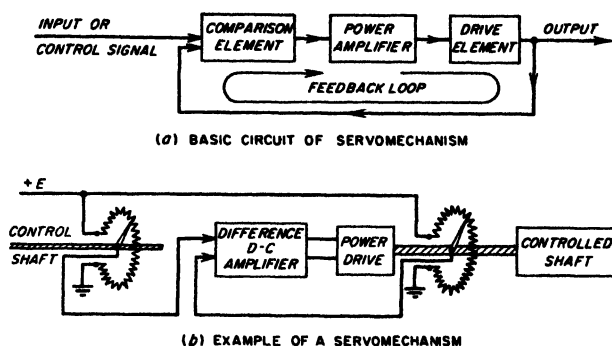 INPUT OR
CONTROL SIGNAL
COMPARISON
ELEMENT
POWER
AMPLIFIER
DRIVE
ELEMENT
OUTPUT
FEEDBACK LOOP
(a) BASIC CIRCUIT OF SERVOMECHANISM
+E
CONTROL
SHAFT
DIFFERENCE
D-C
AMPLIFIER
POWER
DRIVE
CONTROLLED
SHAFT
(b) EXAMPLE OF A SERVOMECHANISM